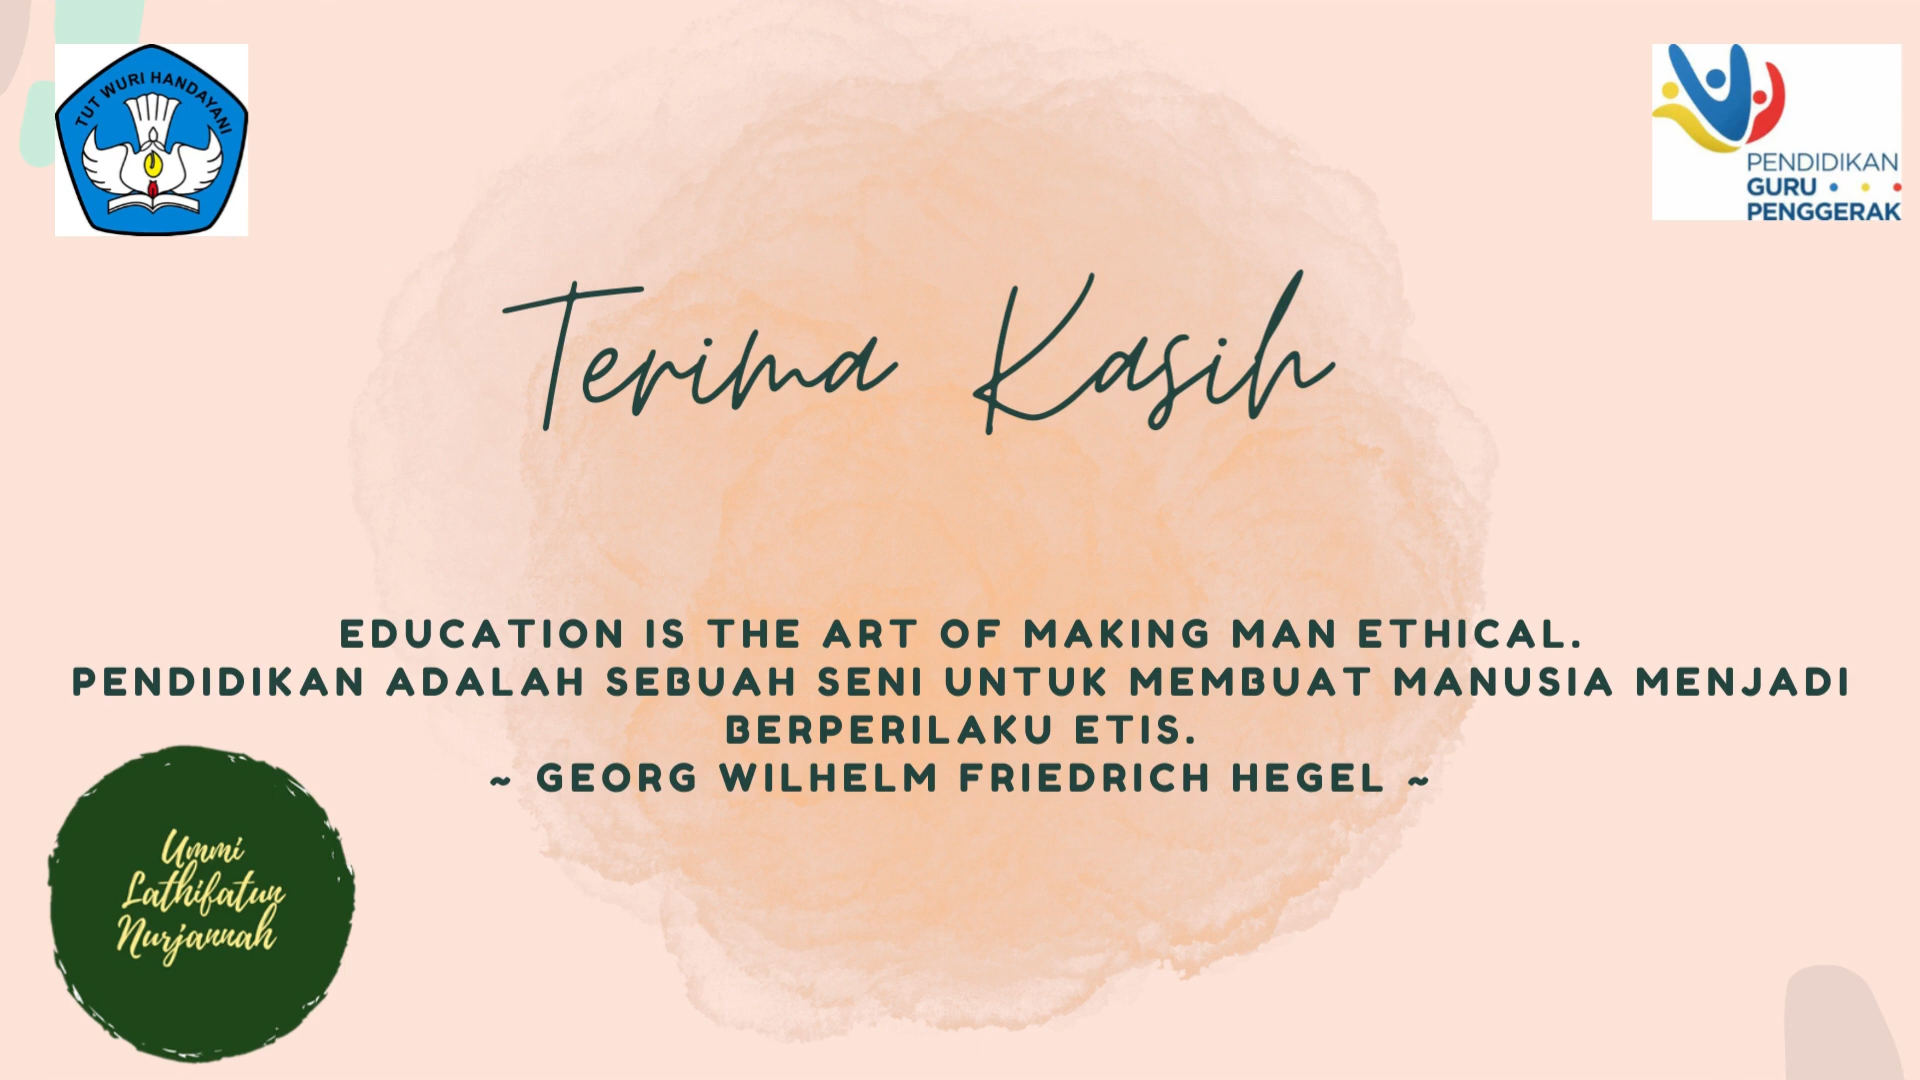 TUT WURI HANDAYANI
PENDIDIKAN
GURU
PENGGERAK
Terima Kasih
EDUCATION IS THE ART OF MAKING MAN ETHICAL.
PENDIDIKAN ADALAH SEBUAH SENI UNTUK MEMBUAT MANUSIA MENJADI
BERPERILAKU ETIS.
~ GEORG WILHELM FRIEDRICH HEGEL ~
Ummi
Lathifatun
Nurjannah